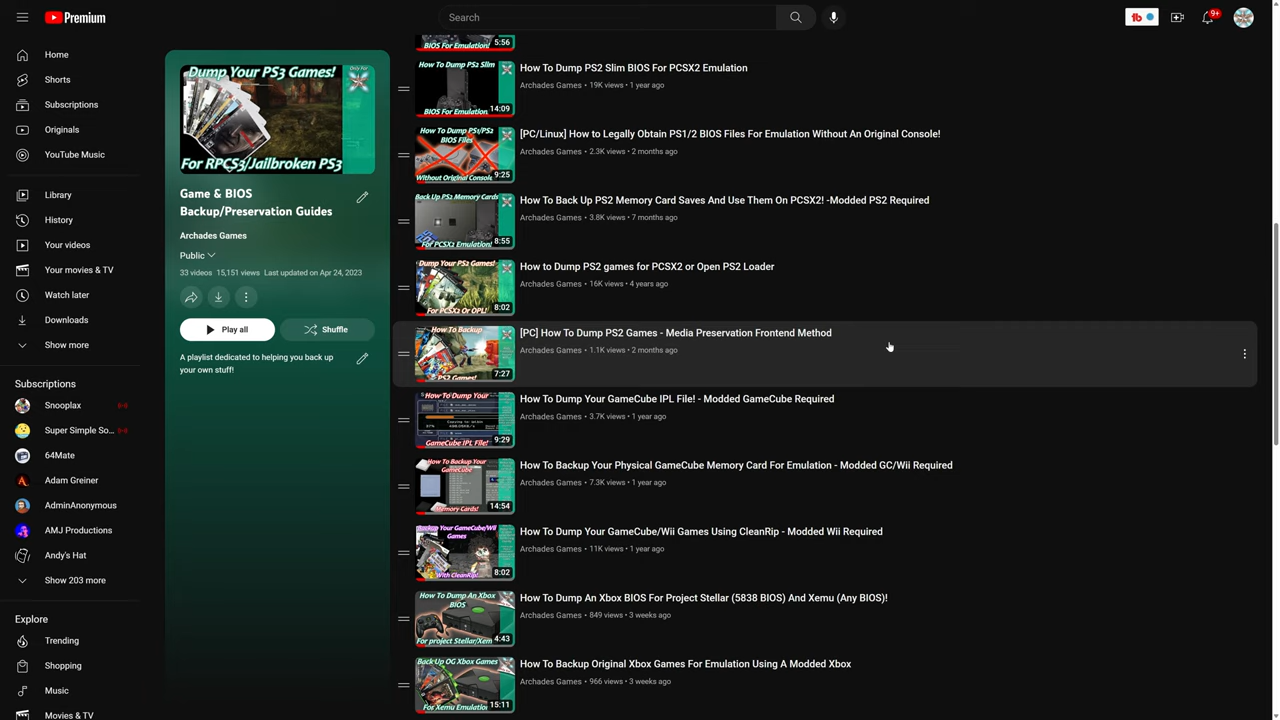 Premium
Search
9+
Home
Shorts
Subscriptions
Originals
YouTube Music
Library
History
Your videos
Your movies & TV
Watch later
Downloads
Show more
Subscriptions
Snooplax
Super Simple So...
64Mate
Adam Greiner
AdminAnonymous
AMJ Productions
Andy's Hat
Show 203 more
Explore
Trending
Shopping
Music
Movies & TV
Dump Your PS3 Games!
Only For
For RPCS3/Jailbroken PS3
Game & BIOS
Backup/Preservation Guides
Archades Games
Public
33 videos 15,151 views Last updated on Apr 24, 2023
Play all
Shuffle
A playlist dedicated to helping you back up
your own stuff!
BIOS For Emulation!
5:56
How To Dump PS2 Slim
BIOS For Emulation!
14:09
How To Dump PS2 Slim BIOS For PCSX2 Emulation
Archades Games • 19K views • 1 year ago
How To Dump PS1/PS2
BIOS Files
Without Original Console!
9:25
[PC/Linux] How to Legally Obtain PS1/2 BIOS Files For Emulation Without An Original Console!
Archades Games • 2.3K views • 2 months ago
Back Up PS2 Memory Cards
For PCSX2 Emulation!
8:55
How To Back Up PS2 Memory Card Saves And Use Them On PCSX2! -Modded PS2 Required
Archades Games • 3.8K views • 7 months ago
Dump Your PS2 Games!
For PCSX2 Or OPL!
8:02
How to Dump PS2 games for PCSX2 or Open PS2 Loader
Archades Games • 16K views • 4 years ago
How To Backup
PS2 Games!
7:27
[PC] How To Dump PS2 Games - Media Preservation Frontend Method
Archades Games • 1.1K views • 2 months ago
How To Dump Your
GameCube IPL File!
9:29
How To Dump Your GameCube IPL File! - Modded GameCube Required
Archades Games • 3.7K views • 1 year ago
How To Backup Your
GameCube
Memory Cards!
14:54
How To Backup Your Physical GameCube Memory Card For Emulation - Modded GC/Wii Required
Archades Games • 7.3K views • 1 year ago
Backup Your GameCube/Wii
Games
With CleanRip!
8:02
How To Dump Your GameCube/Wii Games Using CleanRip - Modded Wii Required
Archades Games • 11K views • 1 year ago
How To Dump An Xbox
BIOS
For project Stellar/Xemu
4:43
How To Dump An Xbox BIOS For Project Stellar (5838 BIOS) And Xemu (Any BIOS)!
Archades Games • 849 views • 3 weeks ago
Back Up OG Xbox Games
For Xemu Emulation
15:11
How To Backup Original Xbox Games For Emulation Using A Modded Xbox
Archades Games • 966 views • 3 weeks ago